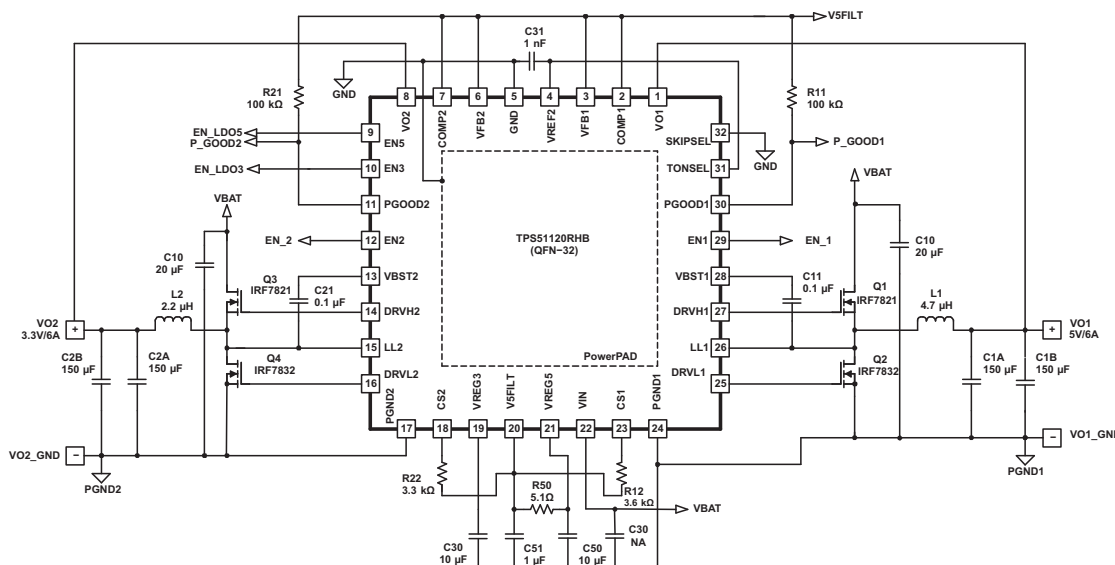 V5FILT
C31
1 nF
R21
100 kΩ
GND
R11
100 kΩ
8
7
6
5
4
3
2
1
VO2
COMP2
VFB2
GND
VREF2
VFB1
COMP1
VO1
EN_LDO5
P_GOOD2
EN_LDO3
9
EN5
10
EN3
11
PGOOD2
EN_2
12
EN2
13
VBST2
14
DRVH2
15
LL2
16
DRVL2
32
SKIPSEL
GND
31
TONSEL
30
PGOOD1
29
EN1
28
VBST1
27
DRVH1
26
LL1
25
DRVL1
P_GOOD1
EN_1
TPS51120RHB
(QFN−32)
PowerPAD
VBAT
C10
20 µF
Q3
IRF7821
C21
0.1 µF
L2
2.2 µH
VO2
3.3V/6A
+
C2B
150 µF
C2A
150 µF
Q4
IRF7832
VBAT
C10
20 µF
C11
0.1 µF
Q1
IRF7821
L1
4.7 µH
+
VO1
5V/6A
Q2
IRF7832
C1A
150 µF
C1B
150 µF
PGND2
CS2
VREG3
V5FILT
VREG5
VIN
CS1
PGND1
17
18
19
20
21
22
23
24
VO2_GND
−
PGND2
−
VO1_GND
PGND1
R22
3.3 kΩ
R50
5.1Ω
R12
3.6 kΩ
VBAT
C30
10 µF
C51
1 µF
C50
10 µF
C30
NA